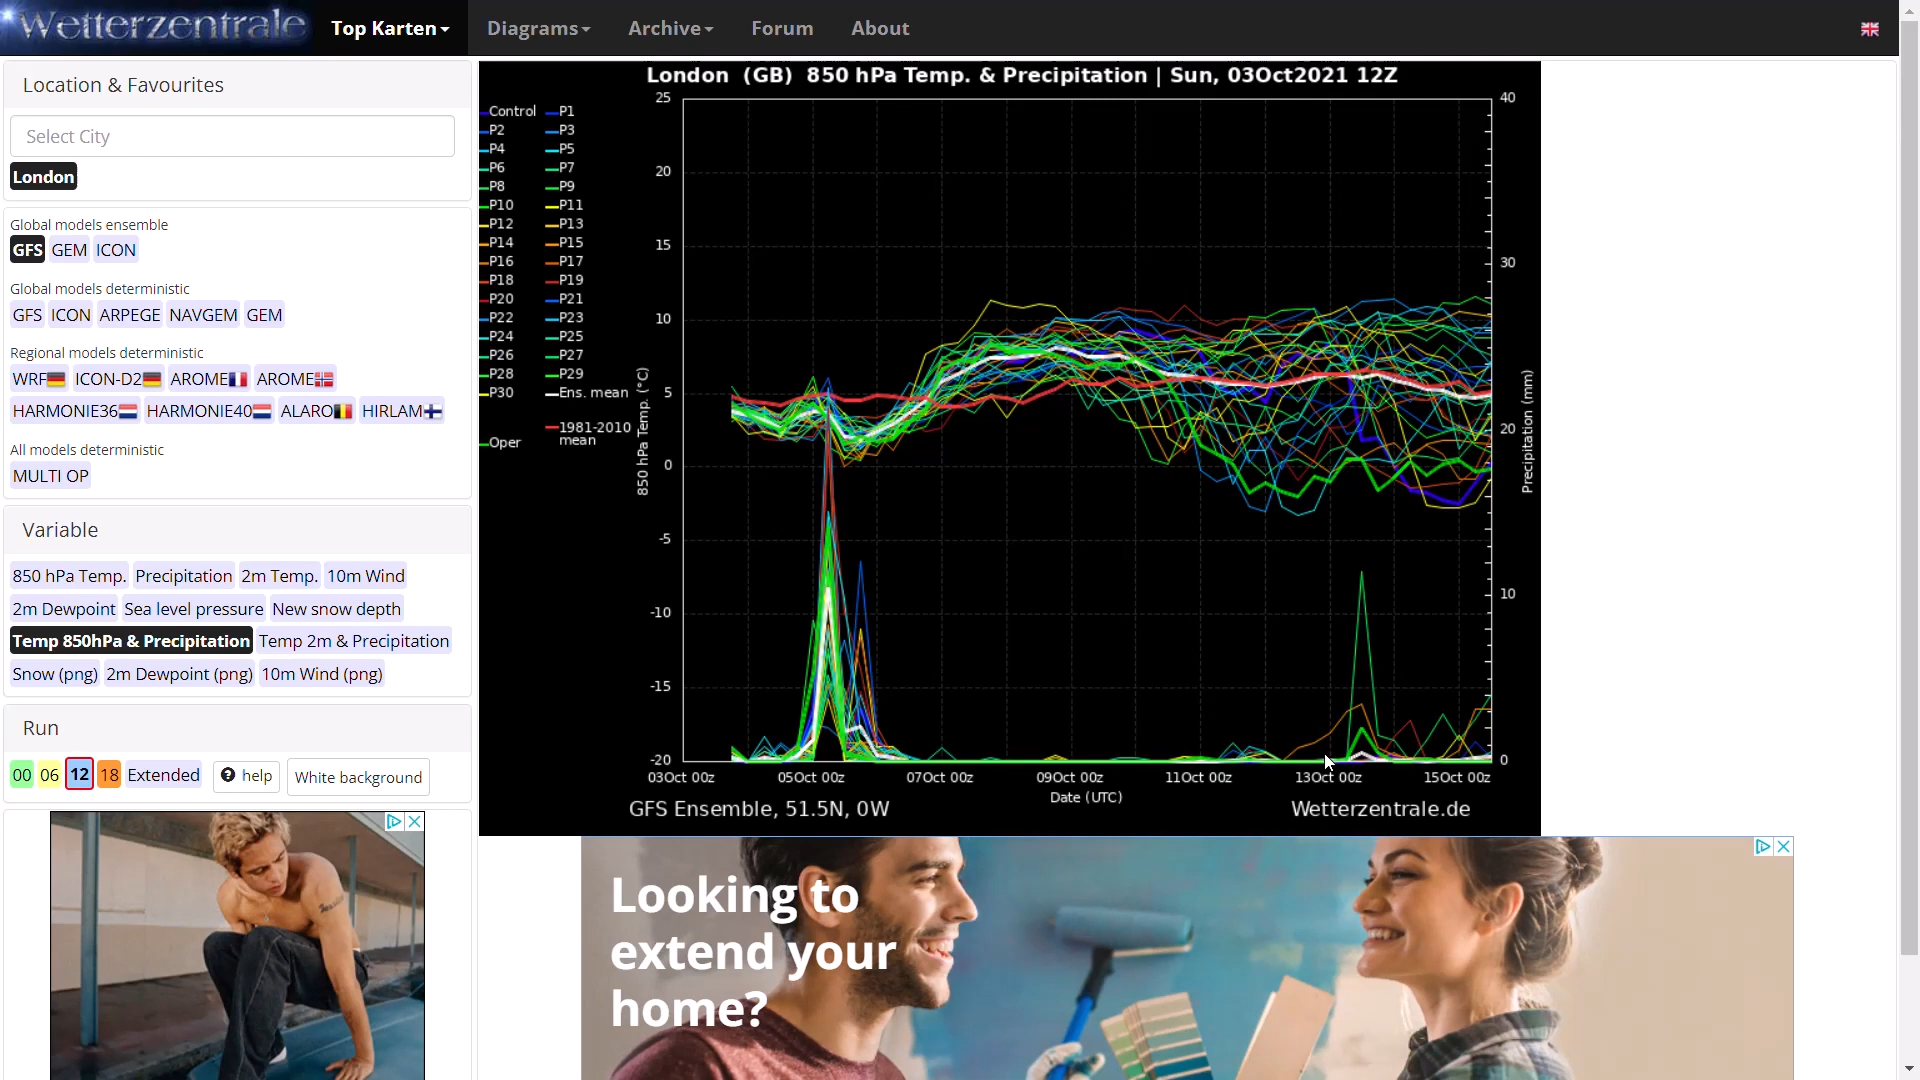 Wetterzentrale
Top Karten
Diagrams
Archive
Forum
About
Location & Favourites
Select City
London
Global models ensemble
GFS GEM ICON
Global models deterministic
GFS ICON ARPEGE NAVGEM GEM
Regional models deterministic
WRF ICON-D2 AROME AROME
HARMONIE36 HARMONIE40 ALARO HIRLAM
All models deterministic
MULTI OP
Variable
850 hPa Temp. Precipitation 2m Temp. 10m Wind
2m Dewpoint Sea level pressure New snow depth
Temp 850hPa & Precipitation Temp 2m & Precipitation
Snow (png) 2m Dewpoint (png) 10m Wind (png)
Run
00 06 12 18 Extended help White background
London (GB) 850 hPa Temp. & Precipitation | Sun, 03Oct2021 12Z
Control P1
P2 P3
P4 P5
P6 P7
P8 P9
P10 P11
P12 P13
P14 P15
P16 P17
P18 P19
P20 P21
P22 P23
P24 P25
P26 P27
P28 P29
P30 Ens. mean
1981-2010
mean
Oper
850 hPa Temp. (°C)
25
20
15
10
5
0
-5
-10
-15
-20
40
30
20
10
0
Precipitation (mm)
03Oct 00z 05Oct 00z 07Oct 00z 09Oct 00z 11Oct 00z 13Oct 00z 15Oct 00z
Date (UTC)
GFS Ensemble, 51.5N, 0W
Wetterzentrale.de
Looking to
extend your
home?